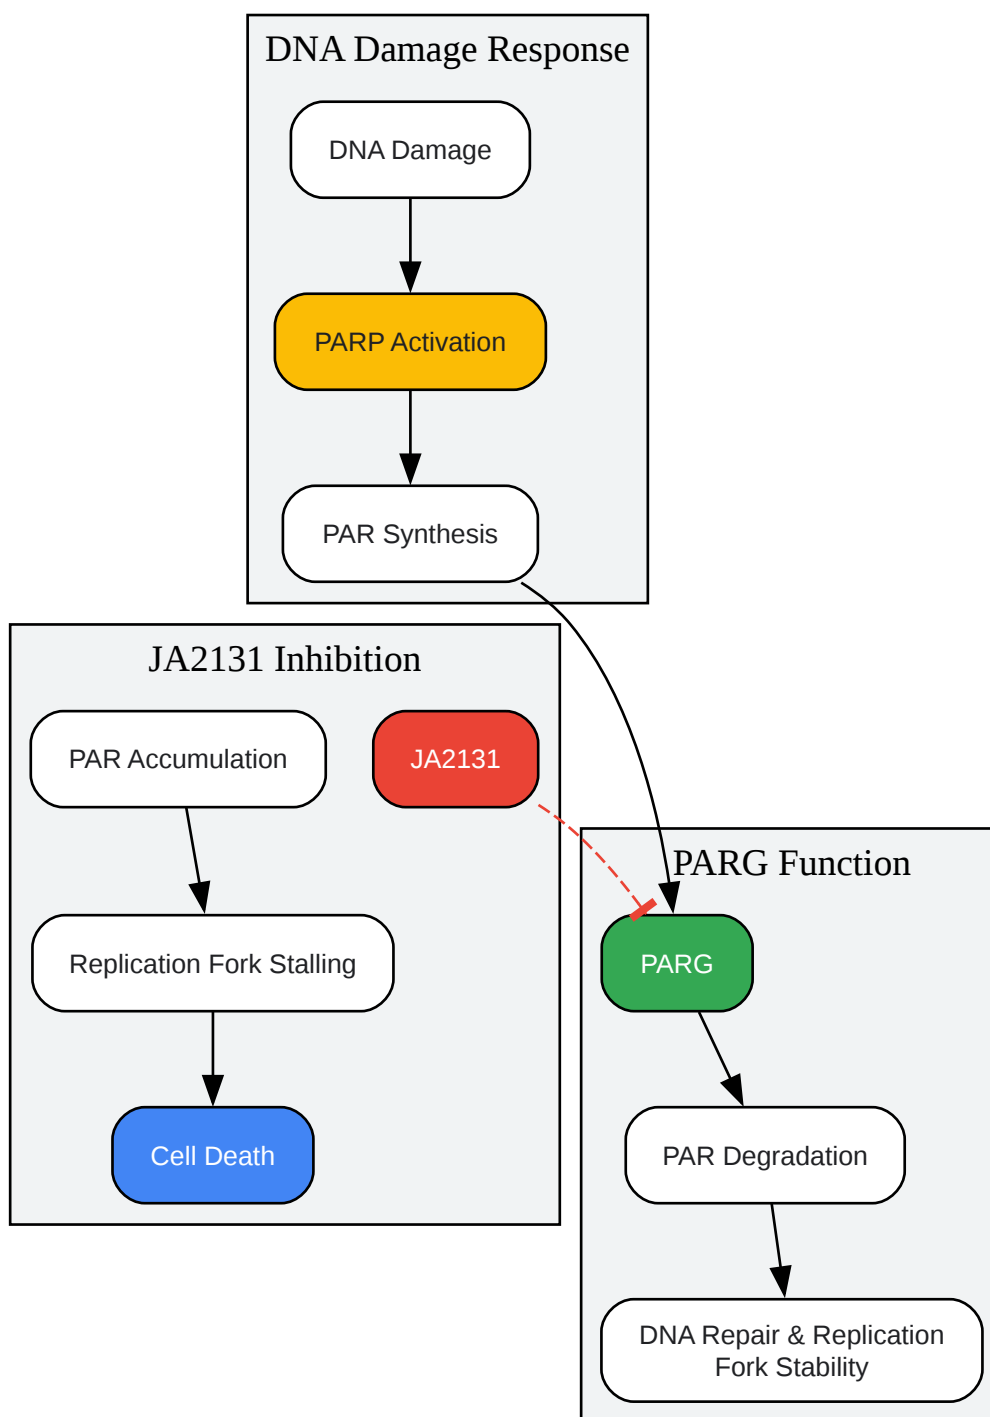 DNA Damage Response
DNA Damage
PARP Activation
PAR Synthesis
JA2131 Inhibition
PAR Accumulation
JA2131
Replication Fork Stalling
Cell Death
PARG Function
PARG
PAR Degradation
DNA Repair & Replication
Fork Stability